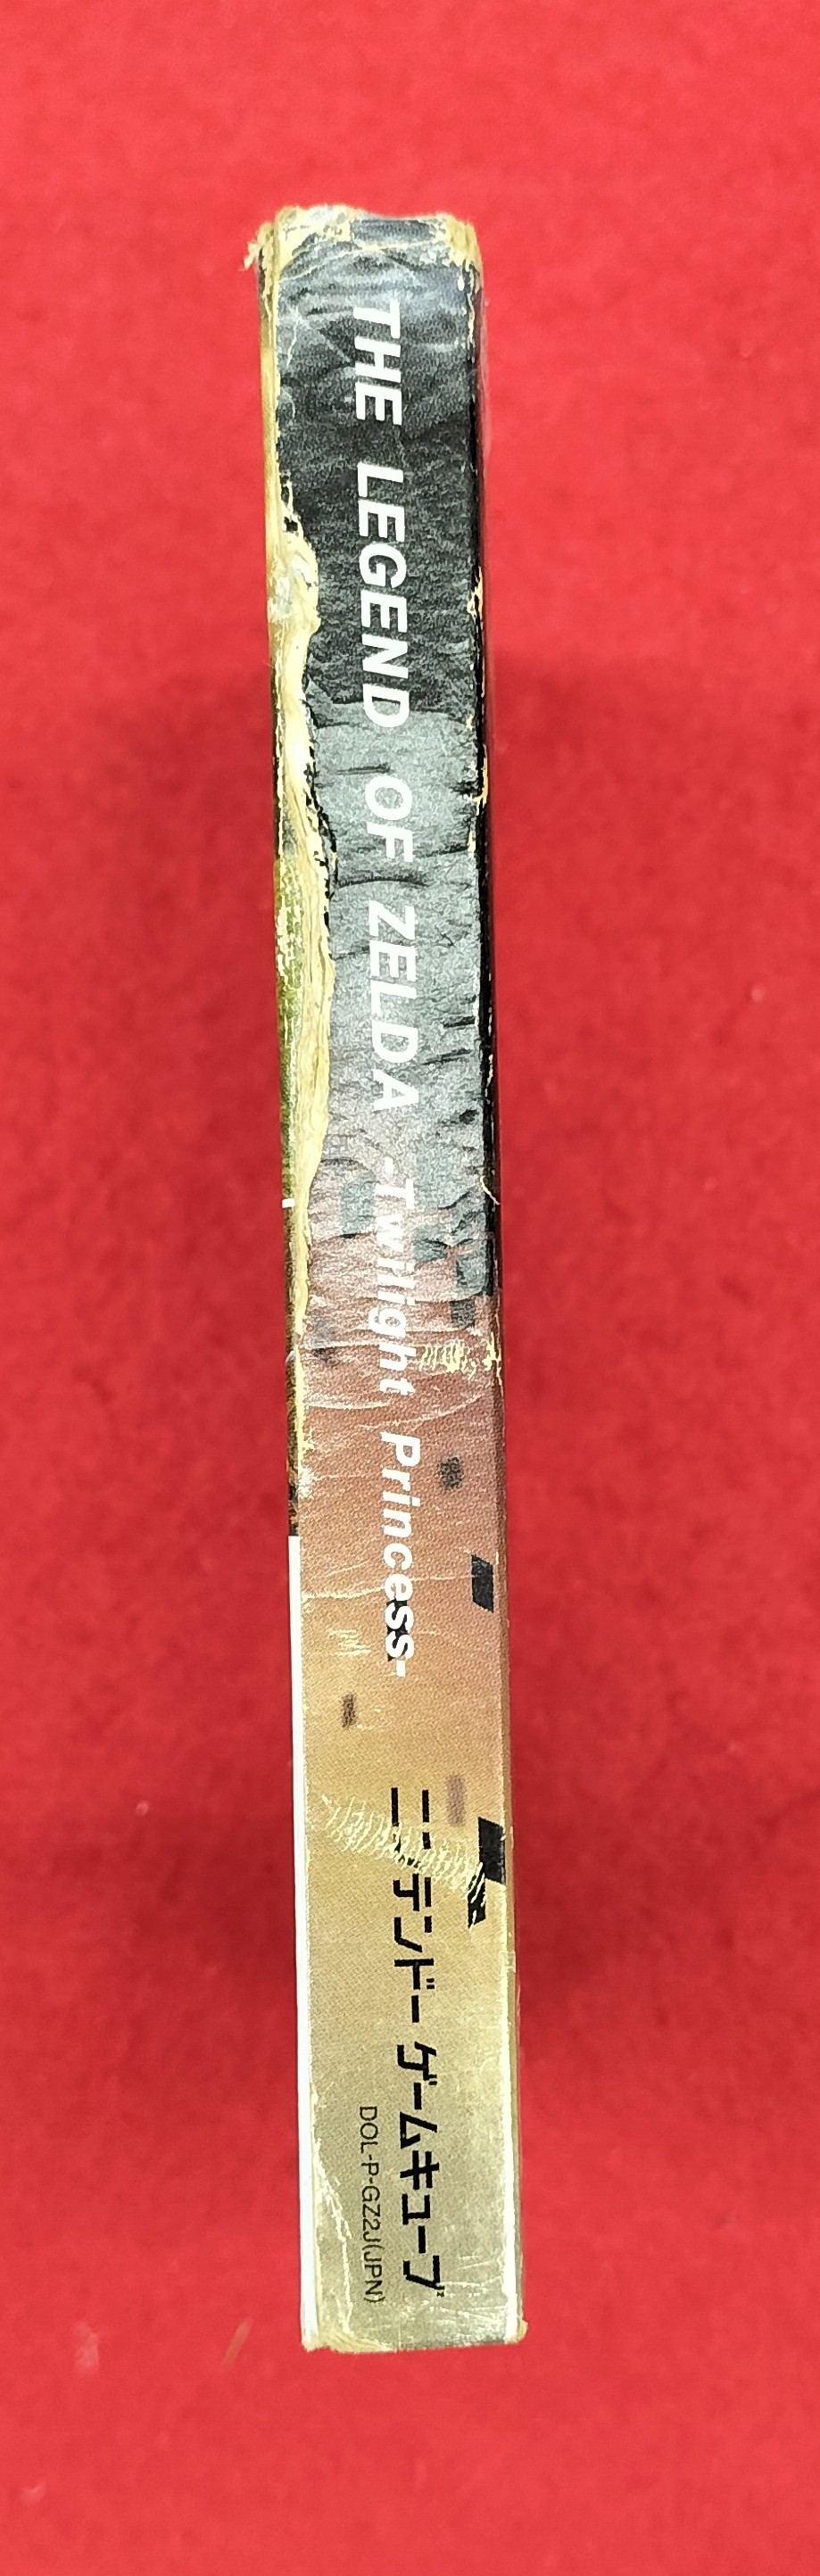 THE LEGEND OF ZELDA -Twilight Princess-
ニンテンドー ゲームキューブ
DOL-P-GZ2J(JPN)